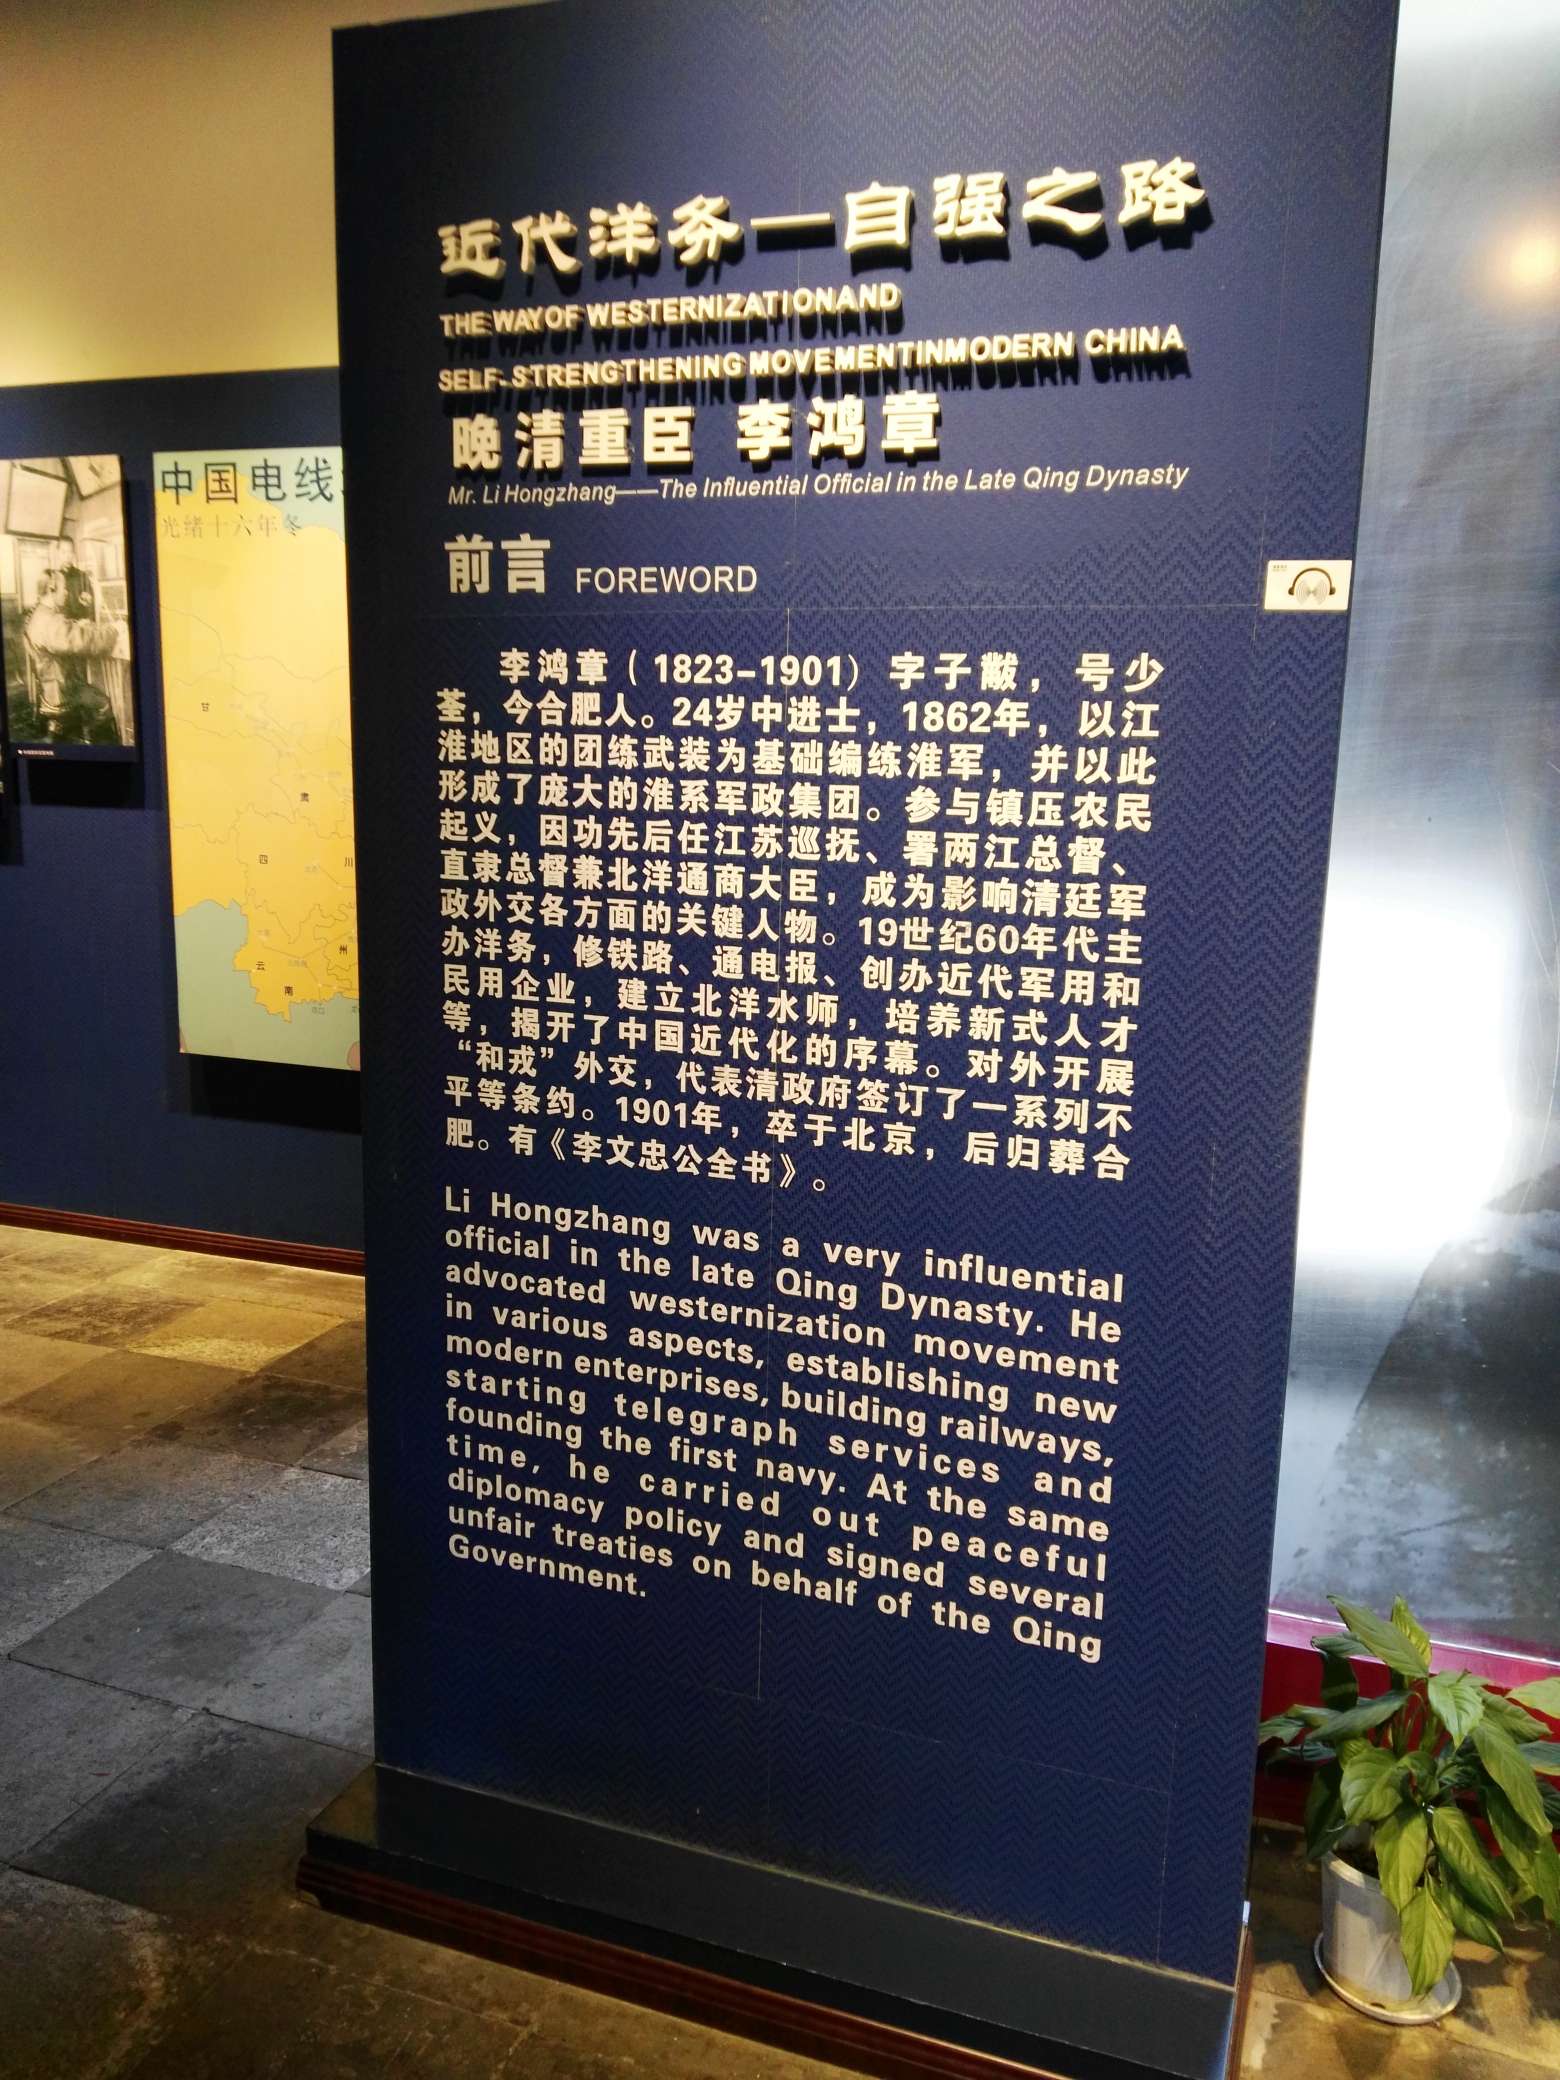 近代洋务—自强之路
THE WAYOF WESTERNIZATIONAND
SELF-STRENGTHENING MOVEMENTINMODERN CHINA
晚清重臣 李鸿章
Mr. Li Hongzhang——The Influential Official in the Late Qing Dynasty
前言 FOREWORD
李鸿章(1823-1901)字子黻,号少
荃,今合肥人。24岁中进士,1862年,以江
淮地区的团练武装为基础编练淮军,并以此
形成了庞大的淮系军政集团。参与镇压农民
起义,因功先后任江苏巡抚、署两江总督、
直隶总督兼北洋通商大臣,成为影响清廷军
政外交各方面的关键人物。19世纪60年代主
办洋务,修铁路、通电报、创办近代军用和
民用企业,建立北洋水师,培养新式人才
等,揭开了中国近代化的序幕。对外开展
“和戎”外交,代表清政府签订了一系列不
平等条约。1901年,卒于北京,后归葬合
肥。有《李文忠公全书》。
Li Hongzhang was a very influential
official in the late Qing Dynasty. He
advocated westernization movement
in various aspects, establishing new
modern enterprises, building railways,
starting telegraph services and
founding the first navy. At the same
time, he carried out peaceful
diplomacy policy and signed several
unfair treaties on behalf of the Qing
Government.
中国电线
光绪十六年冬
甘
肃
四
川
州
云
南